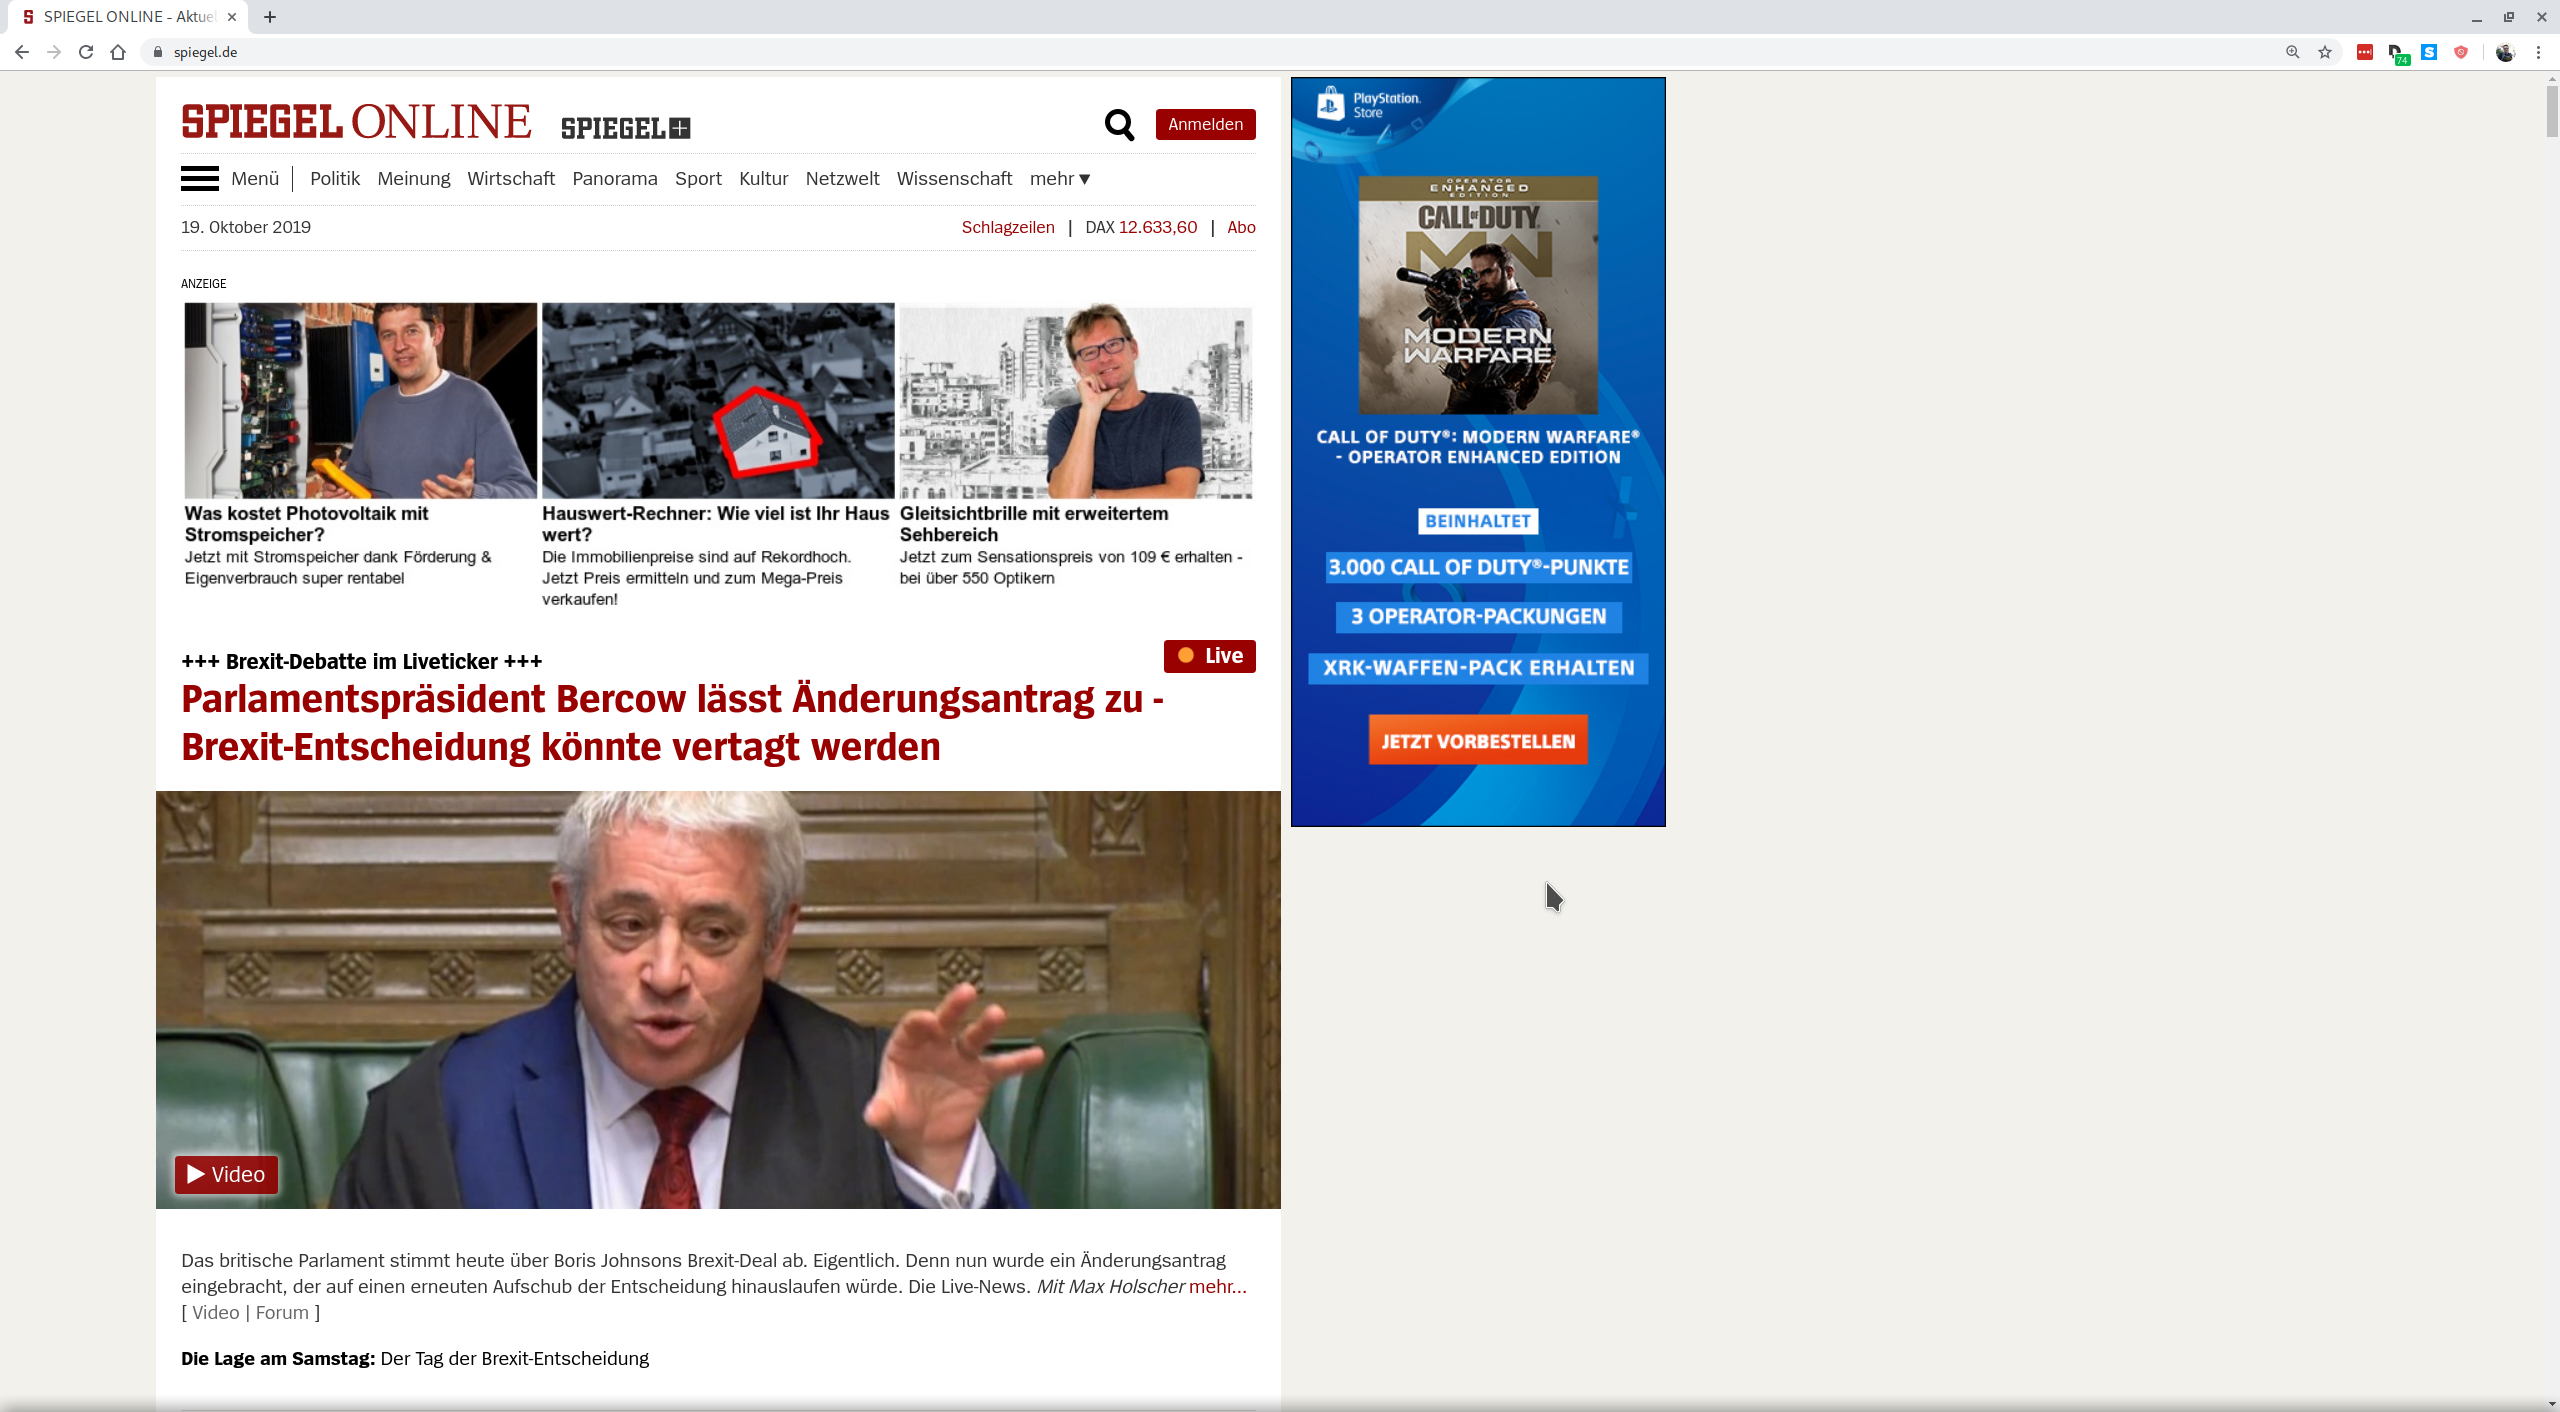 SPIEGEL ONLINE - Aktuel
spiegel.de
74
SPIEGEL ONLINE
SPIEGEL+
Anmelden
Menü
Politik Meinung Wirtschaft Panorama Sport Kultur Netzwelt Wissenschaft mehr ▼
19. Oktober 2019
Schlagzeilen | DAX 12.633,60 | Abo
ANZEIGE
Was kostet Photovoltaik mit
Stromspeicher?
Jetzt mit Stromspeicher dank Förderung &
Eigenverbrauch super rentabel
Hauswert-Rechner: Wie viel ist Ihr Haus
wert?
Die Immobilienpreise sind auf Rekordhoch.
Jetzt Preis ermitteln und zum Mega-Preis
verkaufen!
Gleitsichtbrille mit erweitertem
Sehbereich
Jetzt zum Sensationspreis von 109 € erhalten -
bei über 550 Optikern
+++ Brexit-Debatte im Liveticker +++
Live
Parlamentspräsident Bercow lässt Änderungsantrag zu -
Brexit-Entscheidung könnte vertagt werden
Video
Das britische Parlament stimmt heute über Boris Johnsons Brexit-Deal ab. Eigentlich. Denn nun wurde ein Änderungsantrag
eingebracht, der auf einen erneuten Aufschub der Entscheidung hinauslaufen würde. Die Live-News. Mit Max Holscher mehr...
[ Video | Forum ]
Die Lage am Samstag: Der Tag der Brexit-Entscheidung
PlayStation.
Store
OPERATOR
ENHANCED
EDITION
CALL OF DUTY
MW
MODERN
WARFARE
CALL OF DUTY®: MODERN WARFARE®
- OPERATOR ENHANCED EDITION
BEINHALTET
3.000 CALL OF DUTY®-PUNKTE
3 OPERATOR-PACKUNGEN
XRK-WAFFEN-PACK ERHALTEN
JETZT VORBESTELLEN